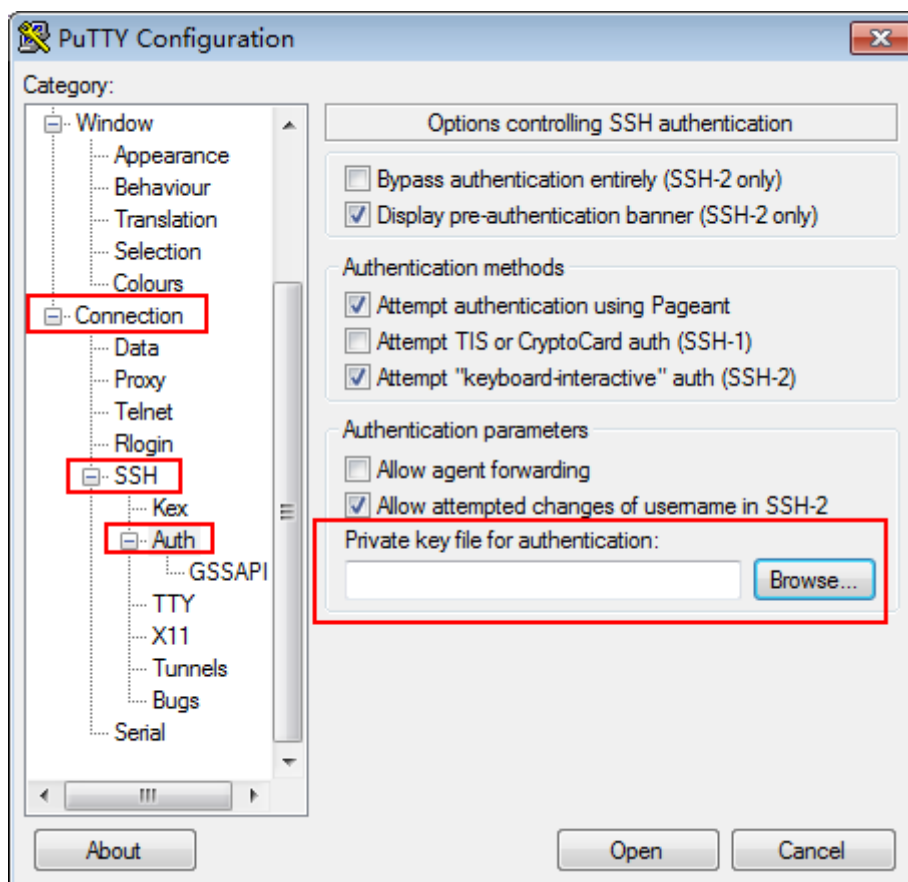 PuTTY Configuration
Category:
Window
Appearance
Behaviour
Translation
Selection
Colours
Connection
Data
Proxy
Telnet
Rlogin
SSH
Kex
Auth
GSSAPI
TTY
X11
Tunnels
Bugs
Serial
Options controlling SSH authentication
Bypass authentication entirely (SSH-2 only)
Display pre-authentication banner (SSH-2 only)
Authentication methods
Attempt authentication using Pageant
Attempt TIS or CryptoCard auth (SSH-1)
Attempt "keyboard-interactive" auth (SSH-2)
Authentication parameters
Allow agent forwarding
Allow attempted changes of username in SSH-2
Private key file for authentication:
Browse...
About
Open
Cancel